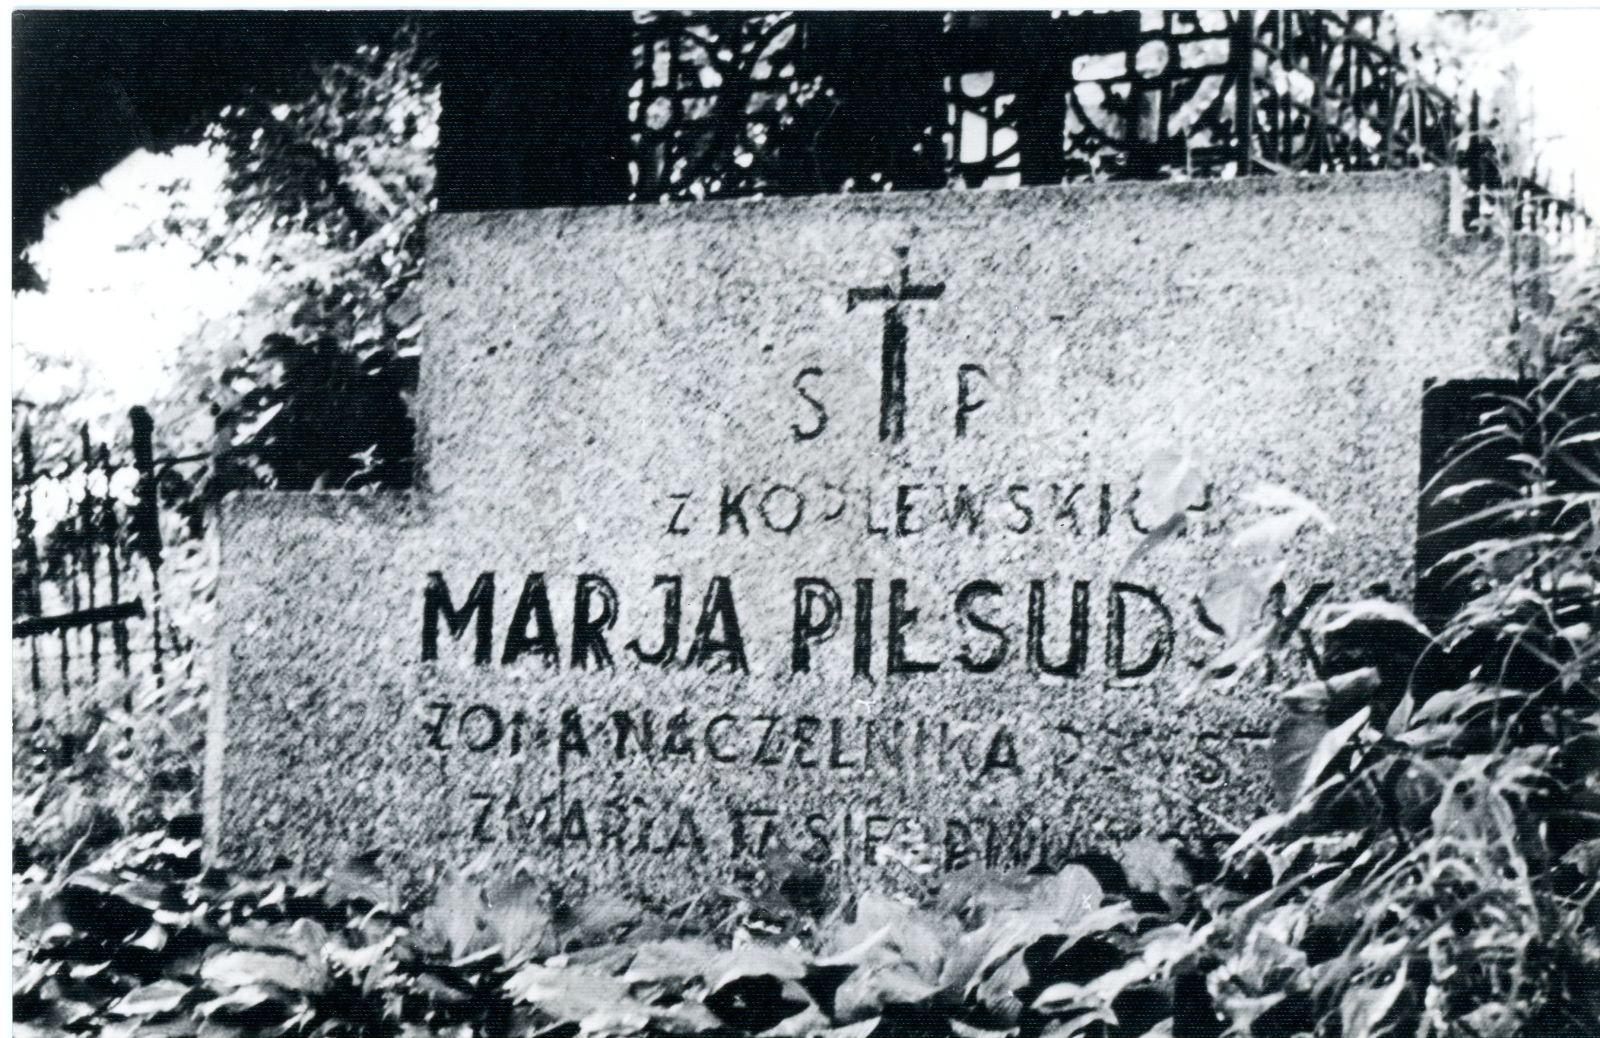 S P
Z KOPLEWSKICH
MARJA PIŁSUDSKA
ŻONA NACZELNIKA
ZMARŁA 17 SIERPNIA